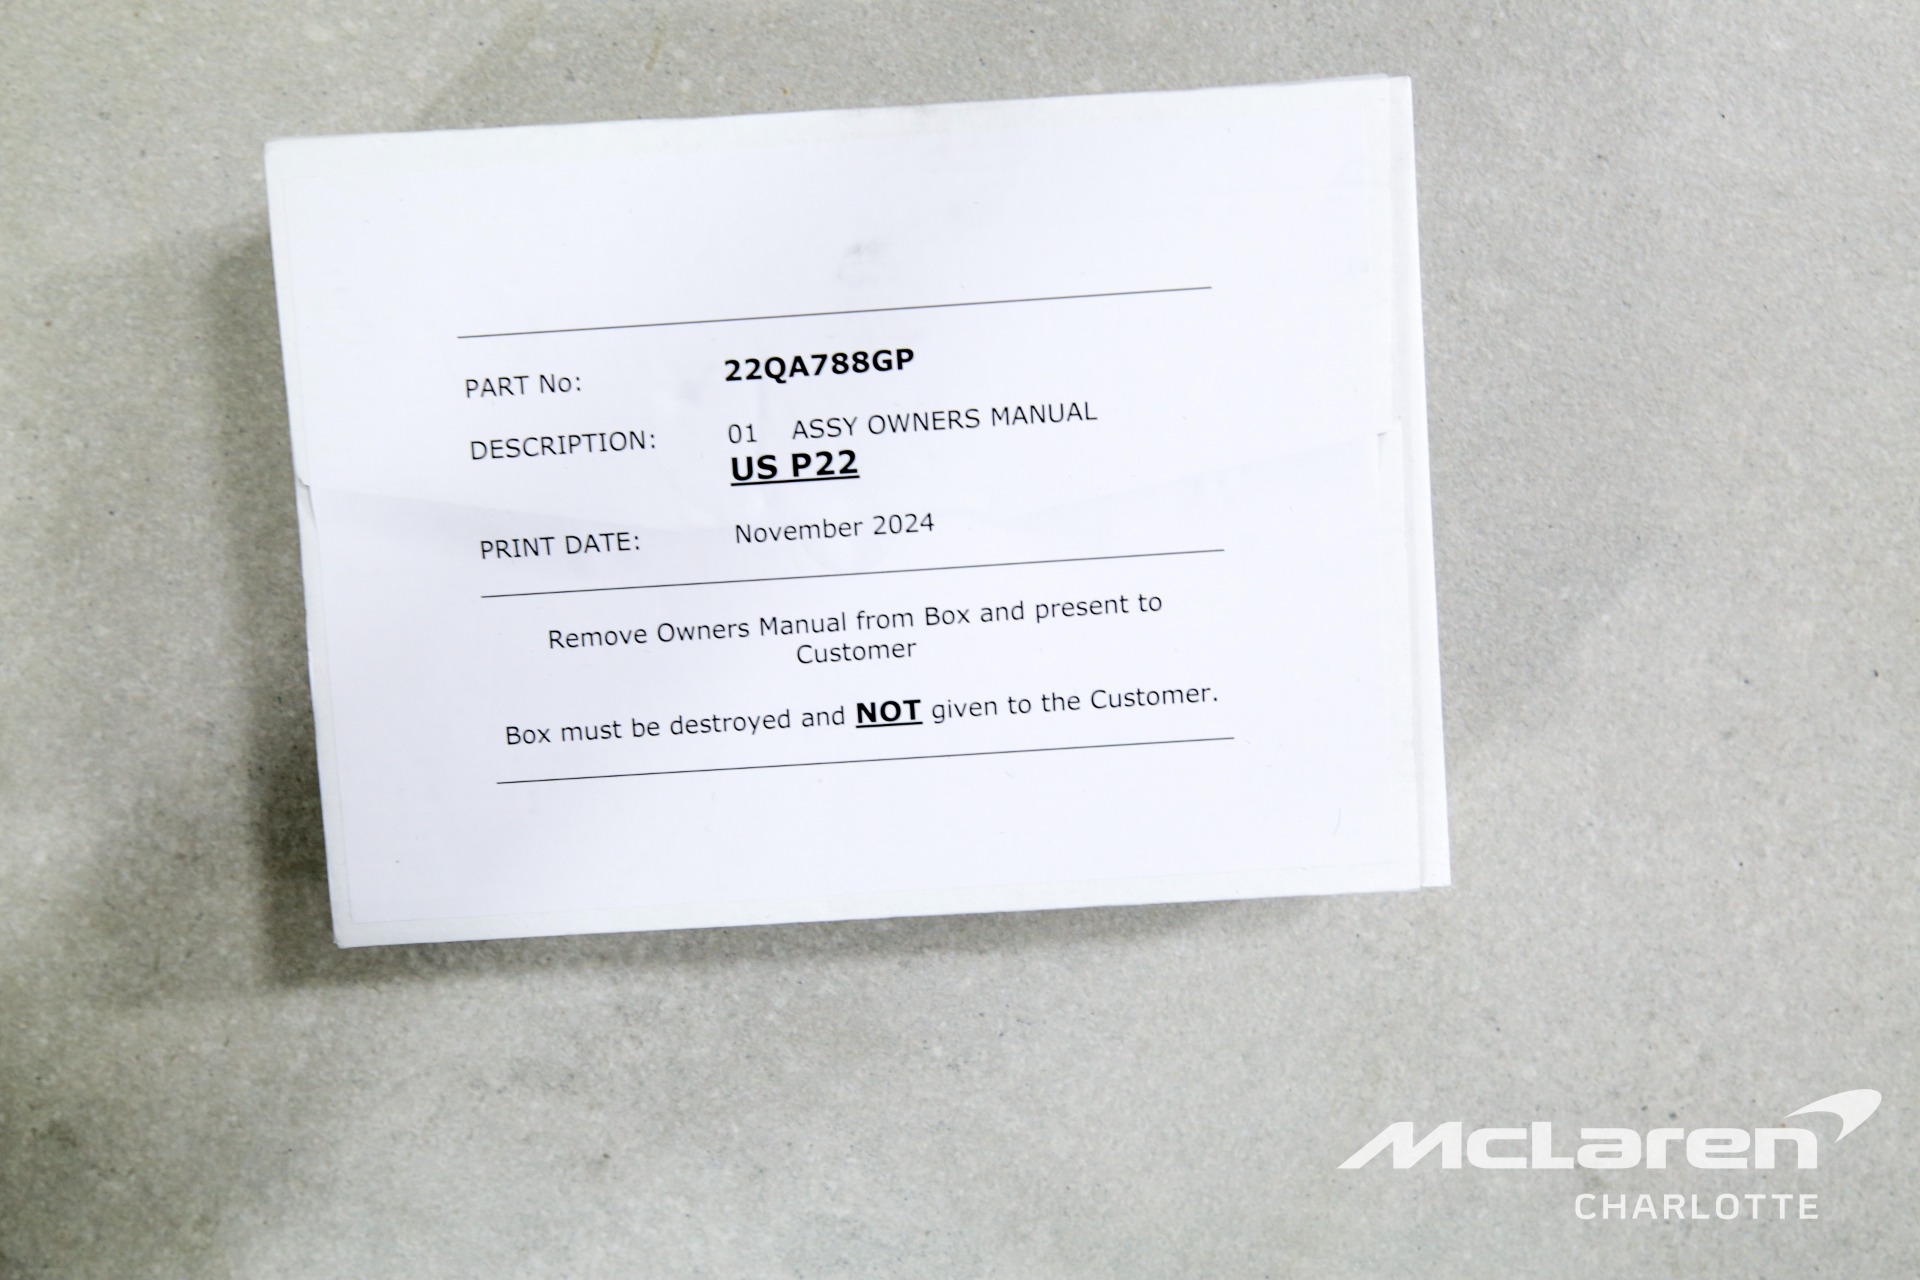 PART No: 22QA788GP
DESCRIPTION: 01 ASSY OWNERS MANUAL
US P22
PRINT DATE: November 2024
Remove Owners Manual from Box and present to
Customer
Box must be destroyed and NOT given to the Customer.
McLaren
CHARLOTTE